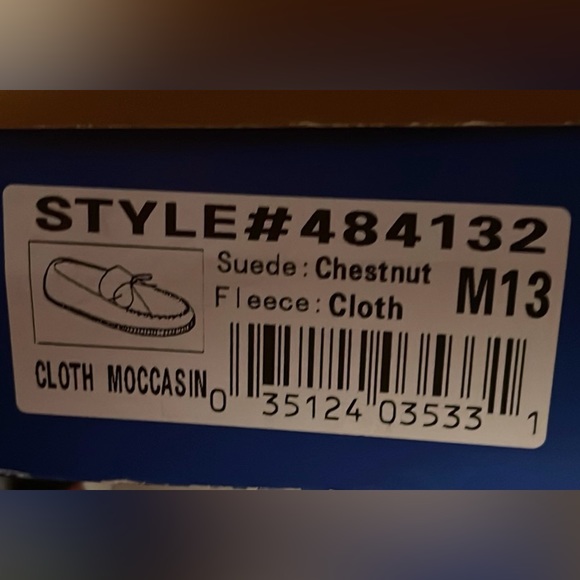 STYLE#484132
Suede: Chestnut
Fleece: Cloth
M13
CLOTH MOCCASIN
0 35124 03533 1